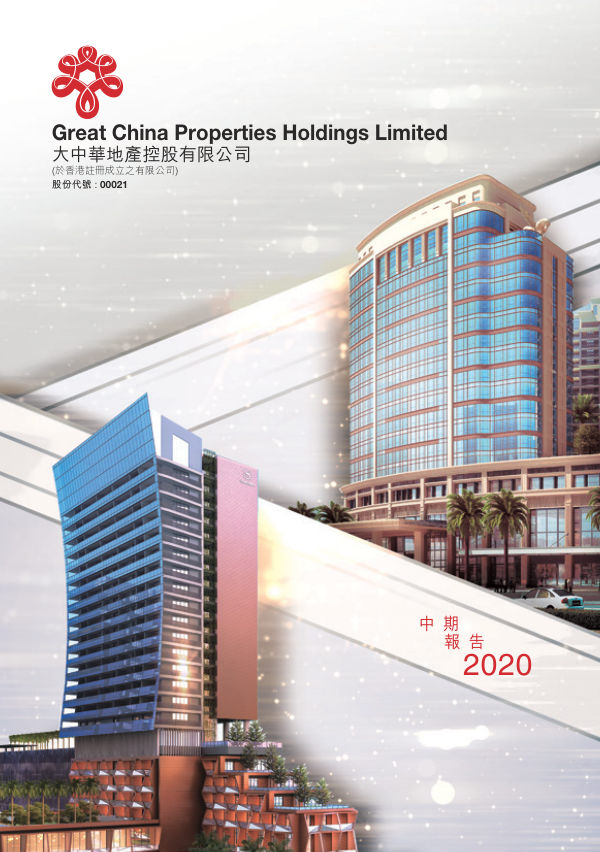 Great China Properties Holdings Limited
大中華地產控股有限公司
(於香港註冊成立之有限公司)
股份代號 : 00021
中期
報告
2020